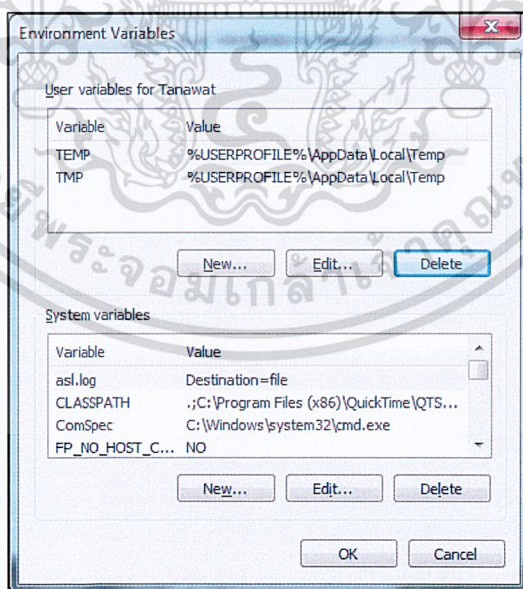 Environment Variables
User variables for Tanawat
Variable Value
TEMP %USERPROFILE%\AppData\Local\Temp
TMP %USERPROFILE%\AppData\Local\Temp
New... Edit... Delete
System variables
Variable Value
asl.log Destination=file
CLASSPATH .;C:\Program Files (x86)\QuickTime\QTS...
ComSpec C:\Windows\system32\cmd.exe
FP_NO_HOST_C... NO
New... Edit... Delete
OK Cancel